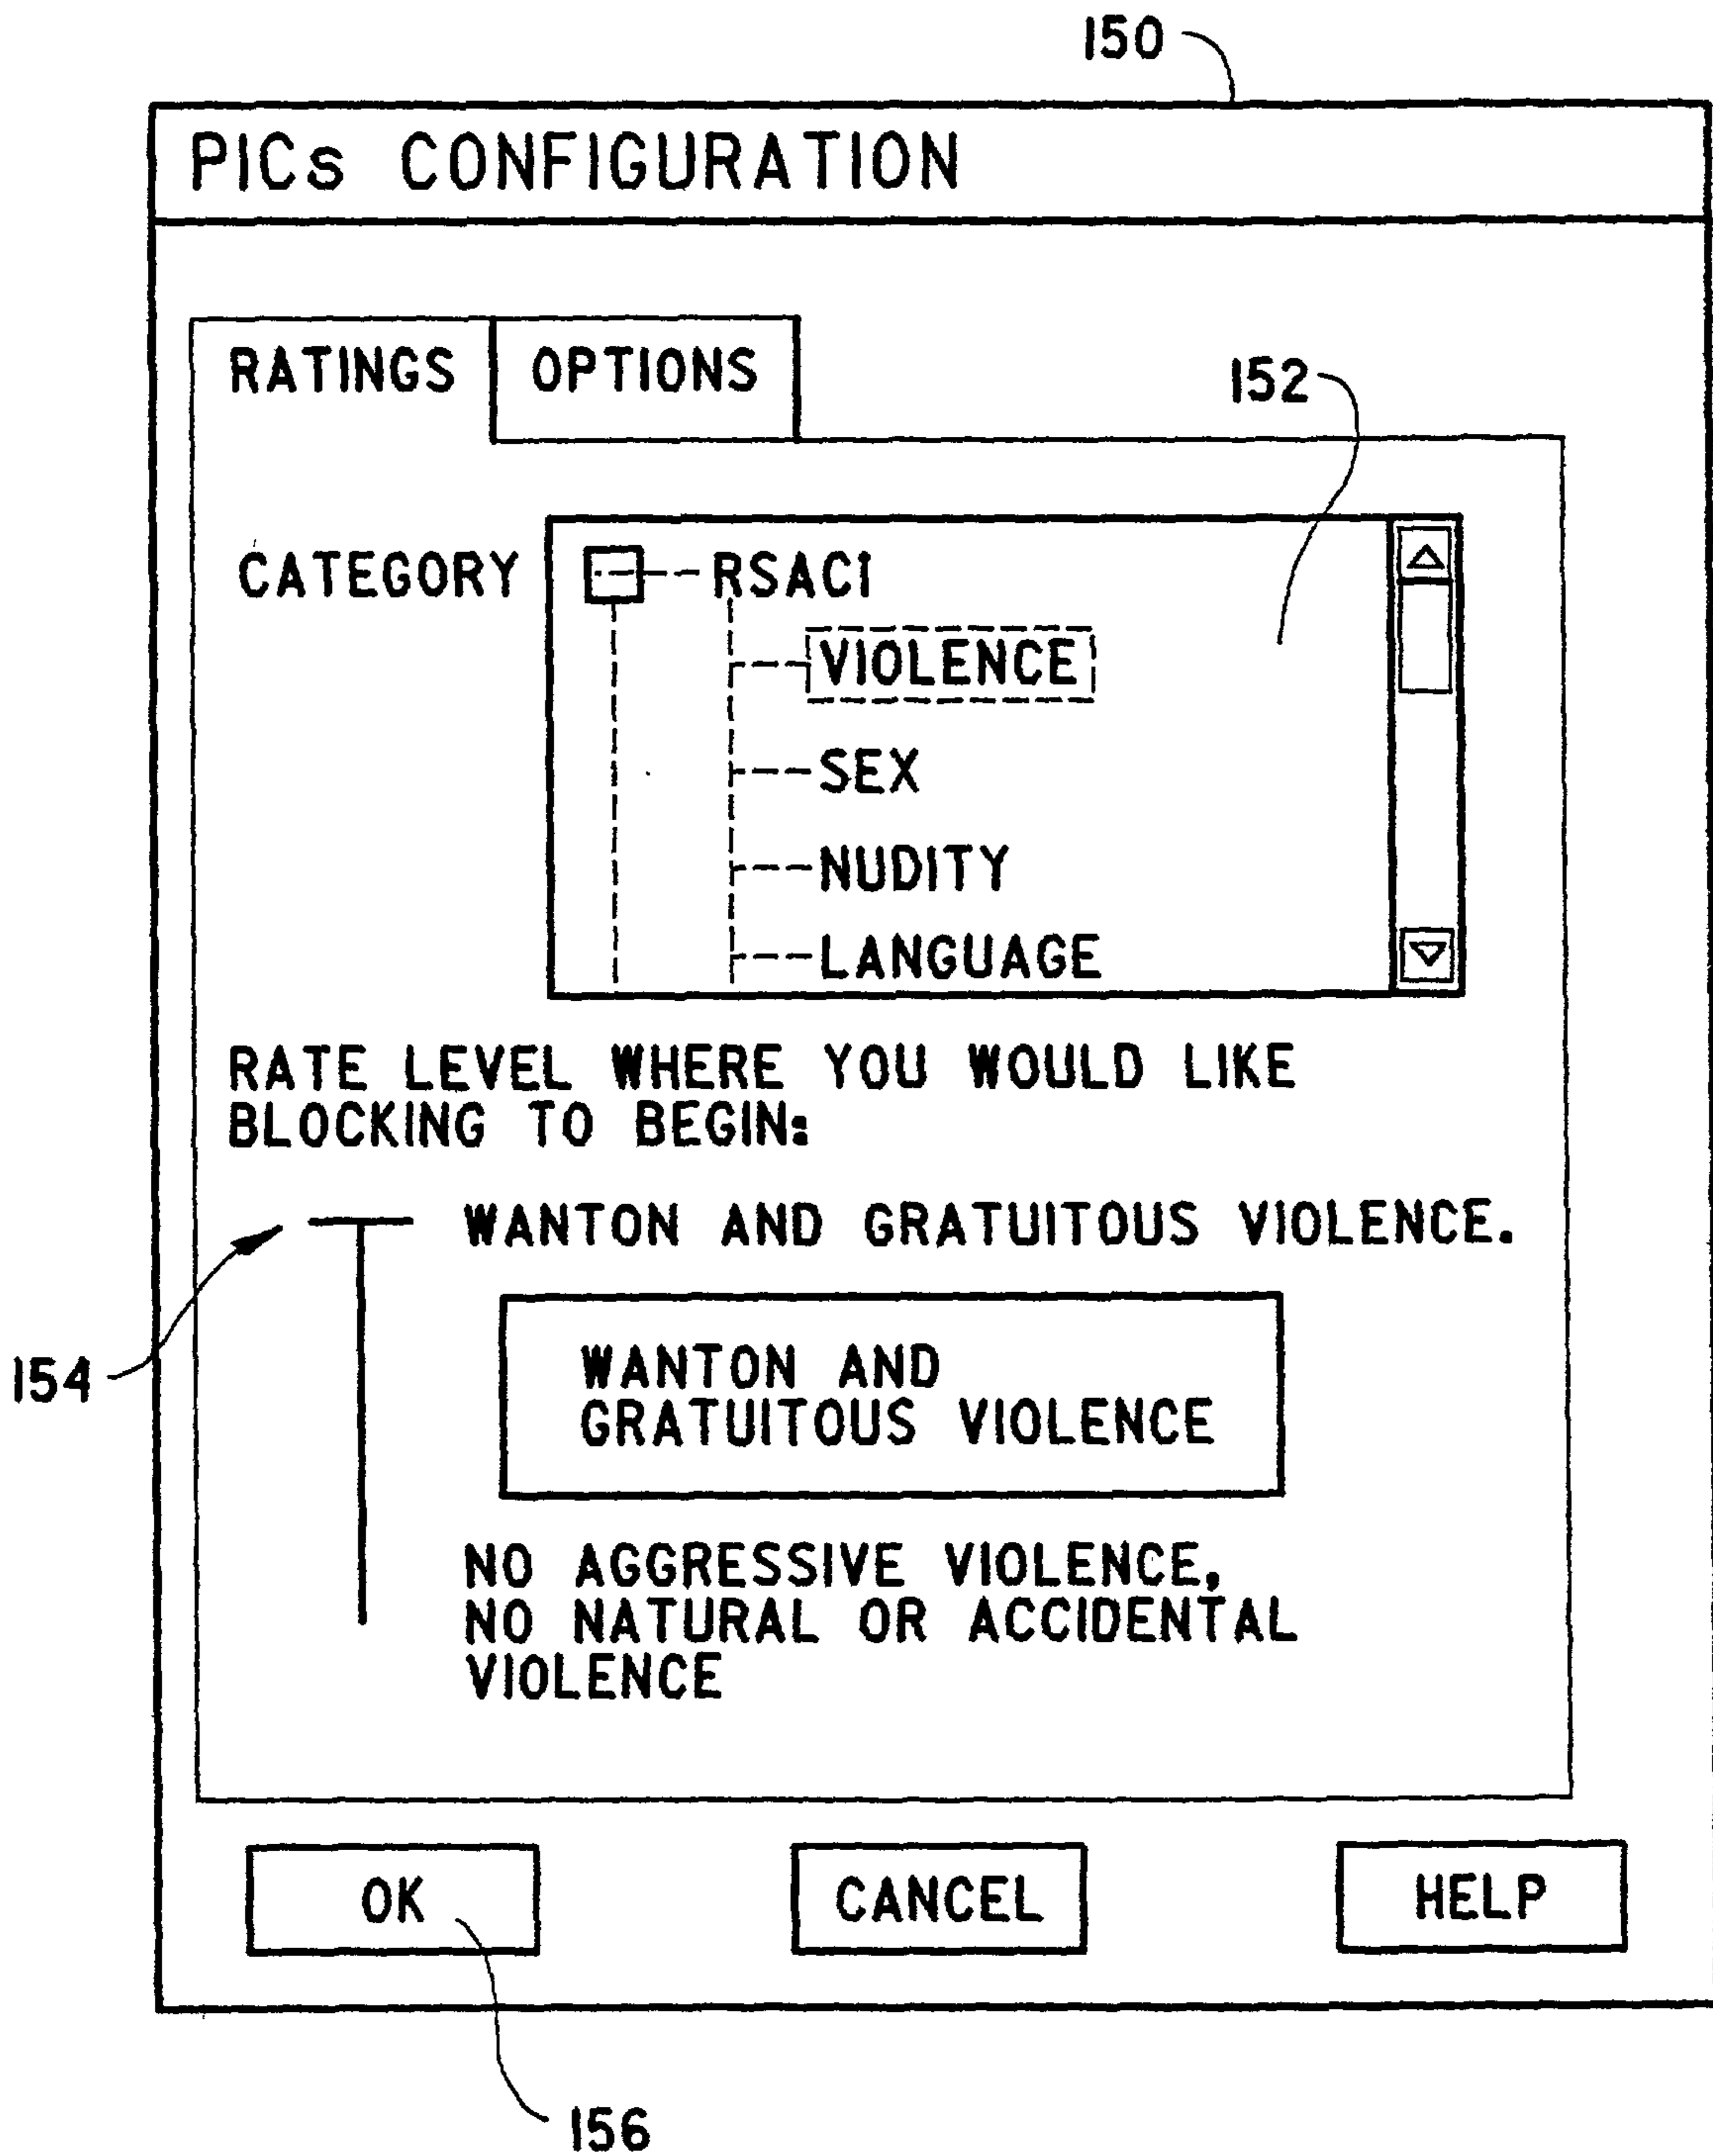 150
PICs CONFIGURATION
RATINGS OPTIONS
152
CATEGORY
RSACI
VIOLENCE
SEX
NUDITY
LANGUAGE
RATE LEVEL WHERE YOU WOULD LIKE
BLOCKING TO BEGIN:
WANTON AND GRATUITOUS VIOLENCE.
154
WANTON AND
GRATUITOUS VIOLENCE
NO AGGRESSIVE VIOLENCE,
NO NATURAL OR ACCIDENTAL
VIOLENCE
OK CANCEL HELP
156